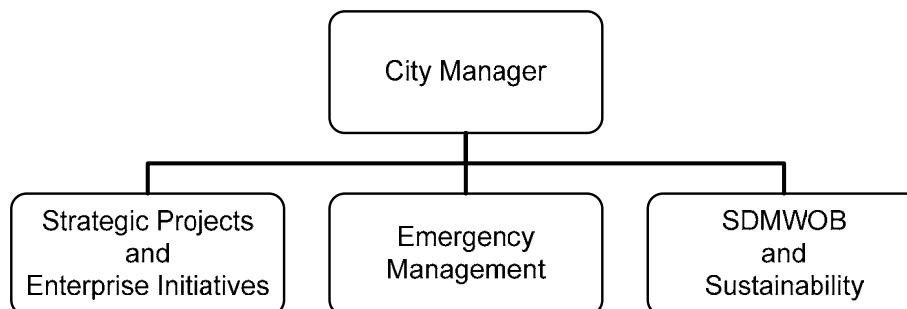 City Manager
Strategic Projects
and
Enterprise Initiatives
Emergency
Management
SDMWOB
and
Sustainability